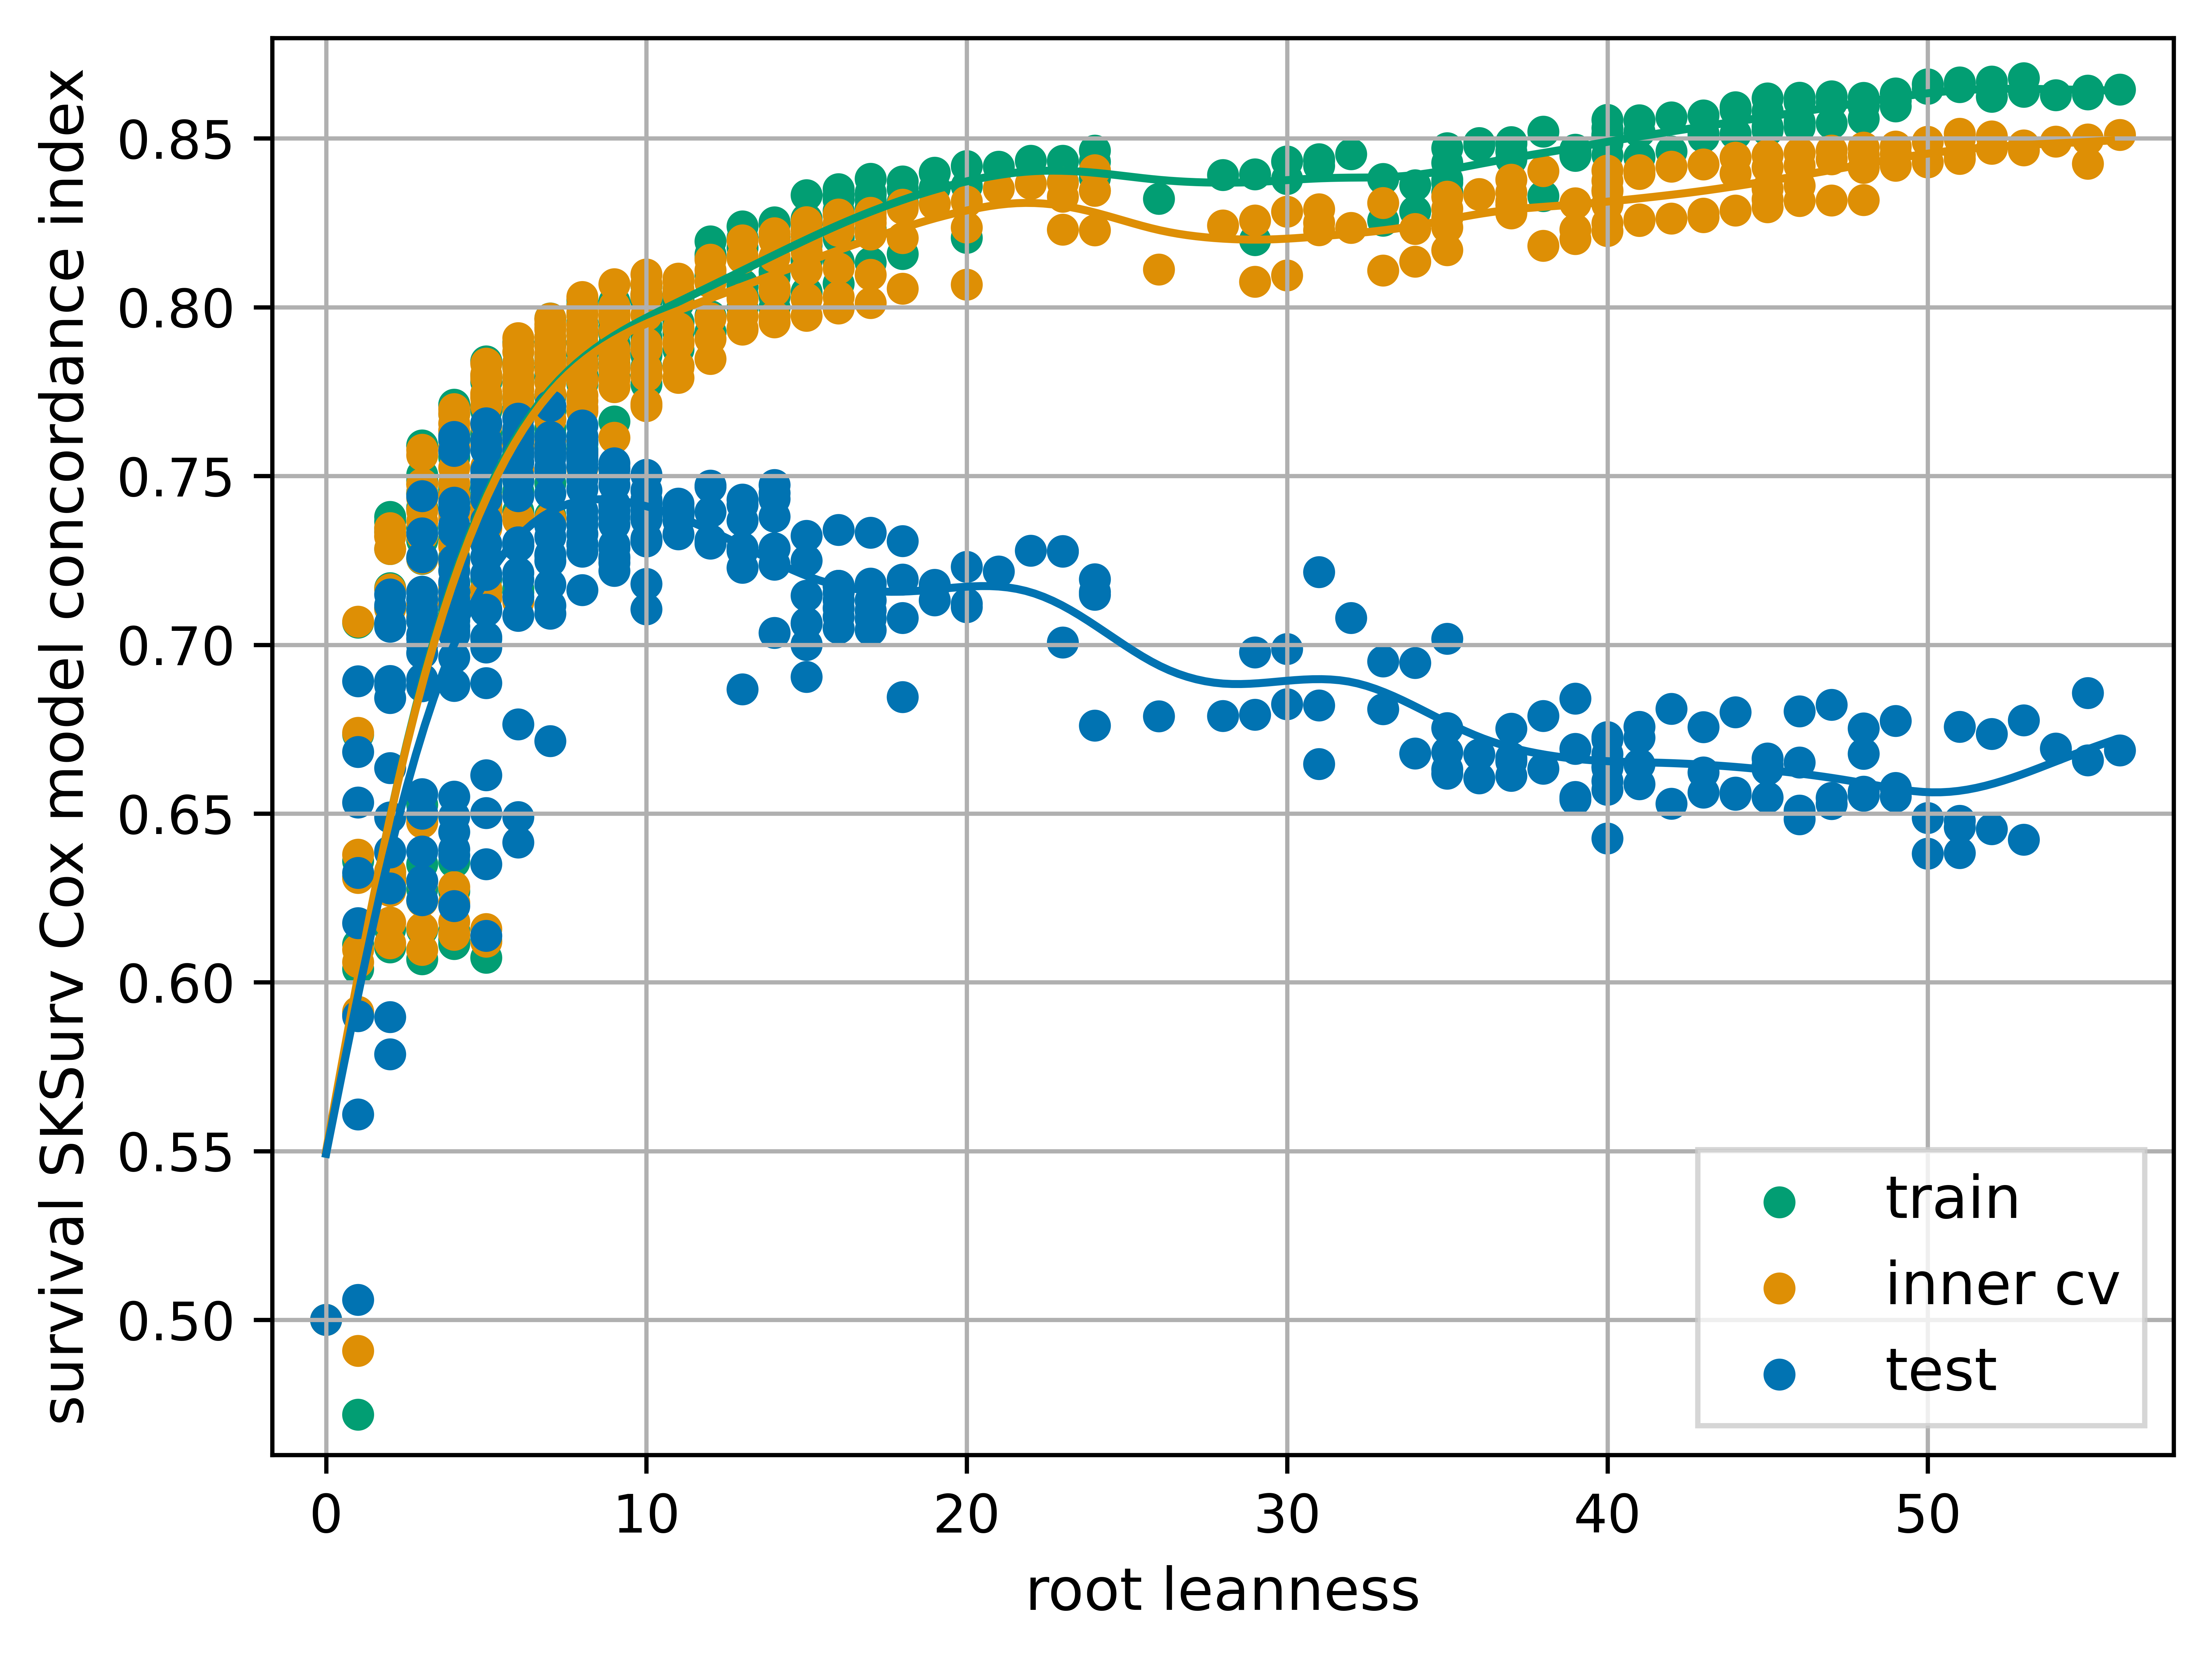 survival SKSurv Cox model concordance index
0.85
0.80
0.75
0.70
0.65
0.60
0.55
0.50
train
inner cv
test
0 10 20 30 40 50
root leanness